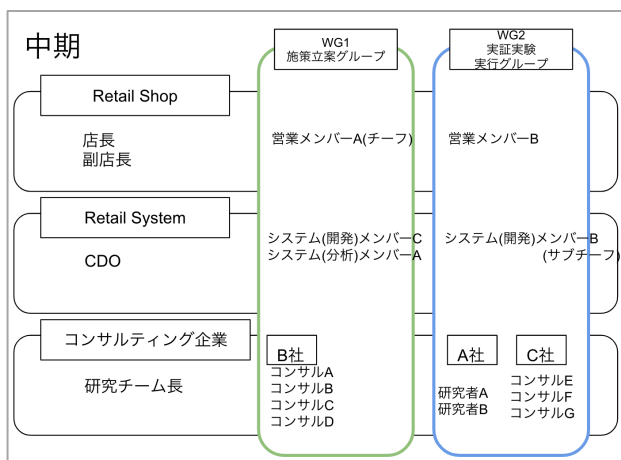 中期
WG1
施策立案グループ
WG2
実証実験
実行グループ
Retail Shop
店長
副店長
営業メンバーA(チーフ)
営業メンバーB
Retail System
CDO
システム(開発)メンバーC
システム(分析)メンバーA
システム(開発)メンバーB
(サブチーフ)
コンサルティング企業
研究チーム長
B社
コンサルA
コンサルB
コンサルC
コンサルD
A社
研究者A
研究者B
C社
コンサルE
コンサルF
コンサルG